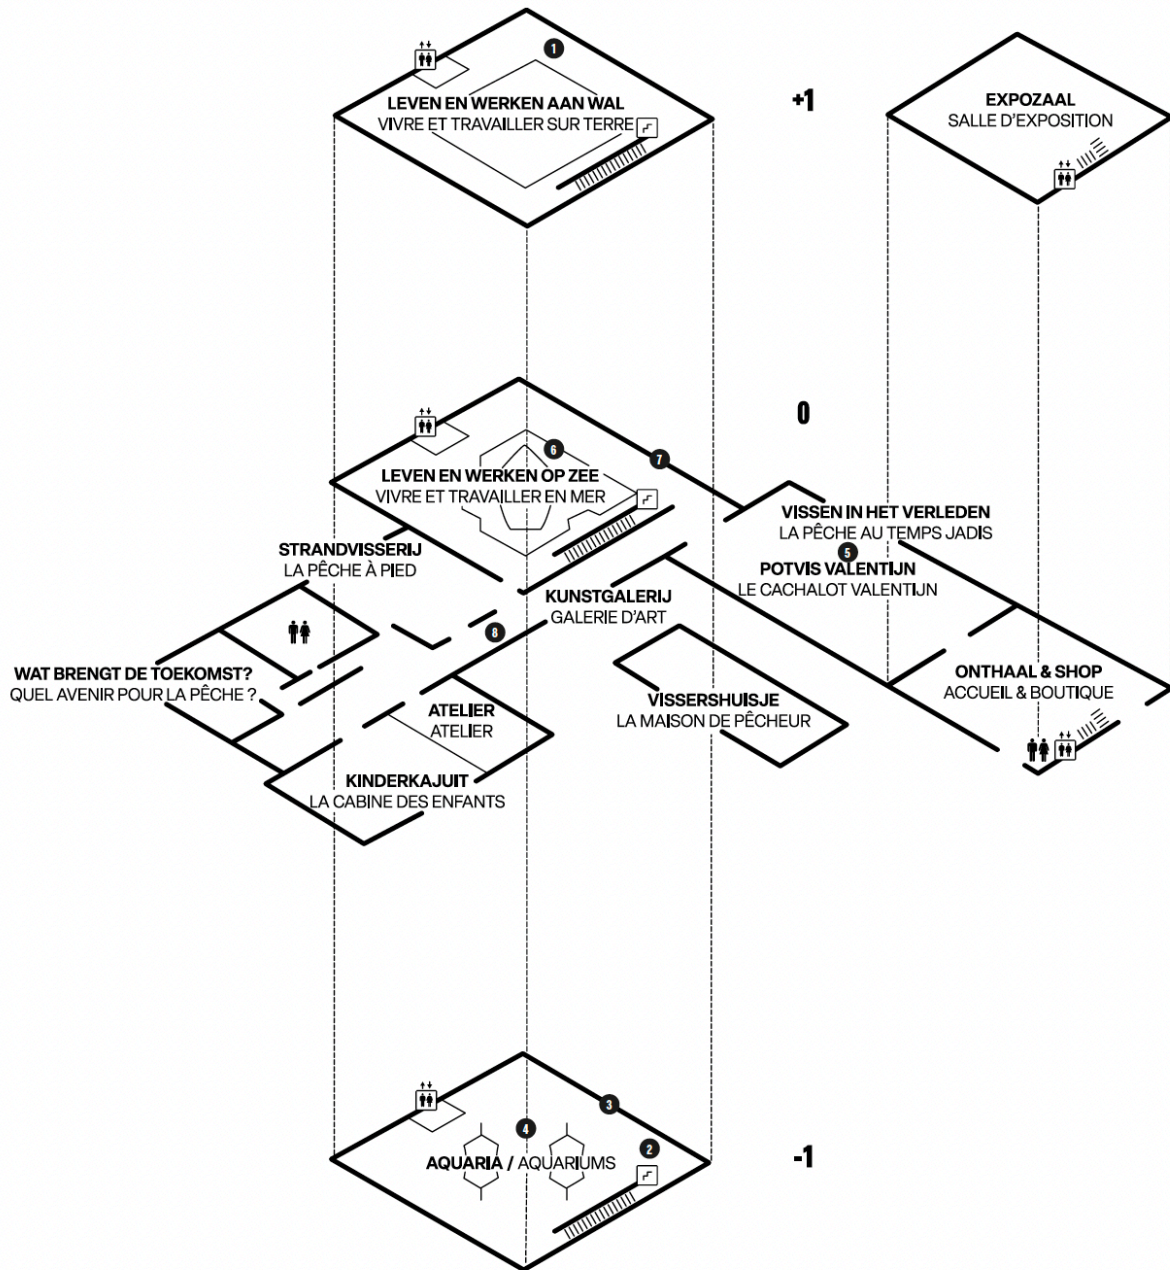 1
LEVEN EN WERKEN AAN WAL
VIVRE ET TRAVAILLER SUR TERRE
+1
EXPOZAAL
SALLE D'EXPOSITION
0
6
7
LEVEN EN WERKEN OP ZEE
VIVRE ET TRAVAILLER EN MER
VISSEN IN HET VERLEDEN
LA PÊCHE AU TEMPS JADIS
5
POTVIS VALENTIJN
LE CACHALOT VALENTIJN
STRANDVISSERIJ
LA PÊCHE À PIED
KUNSTGALERIJ
GALERIE D'ART
8
WAT BRENGT DE TOEKOMST?
QUEL AVENIR POUR LA PÊCHE ?
ATELIER
ATELIER
VISSERSHUISJE
LA MAISON DE PÊCHEUR
ONTHAAL & SHOP
ACCUEIL & BOUTIQUE
KINDERKAJUIT
LA CABINE DES ENFANTS
3
4
2
AQUARIA / AQUARIUMS
-1